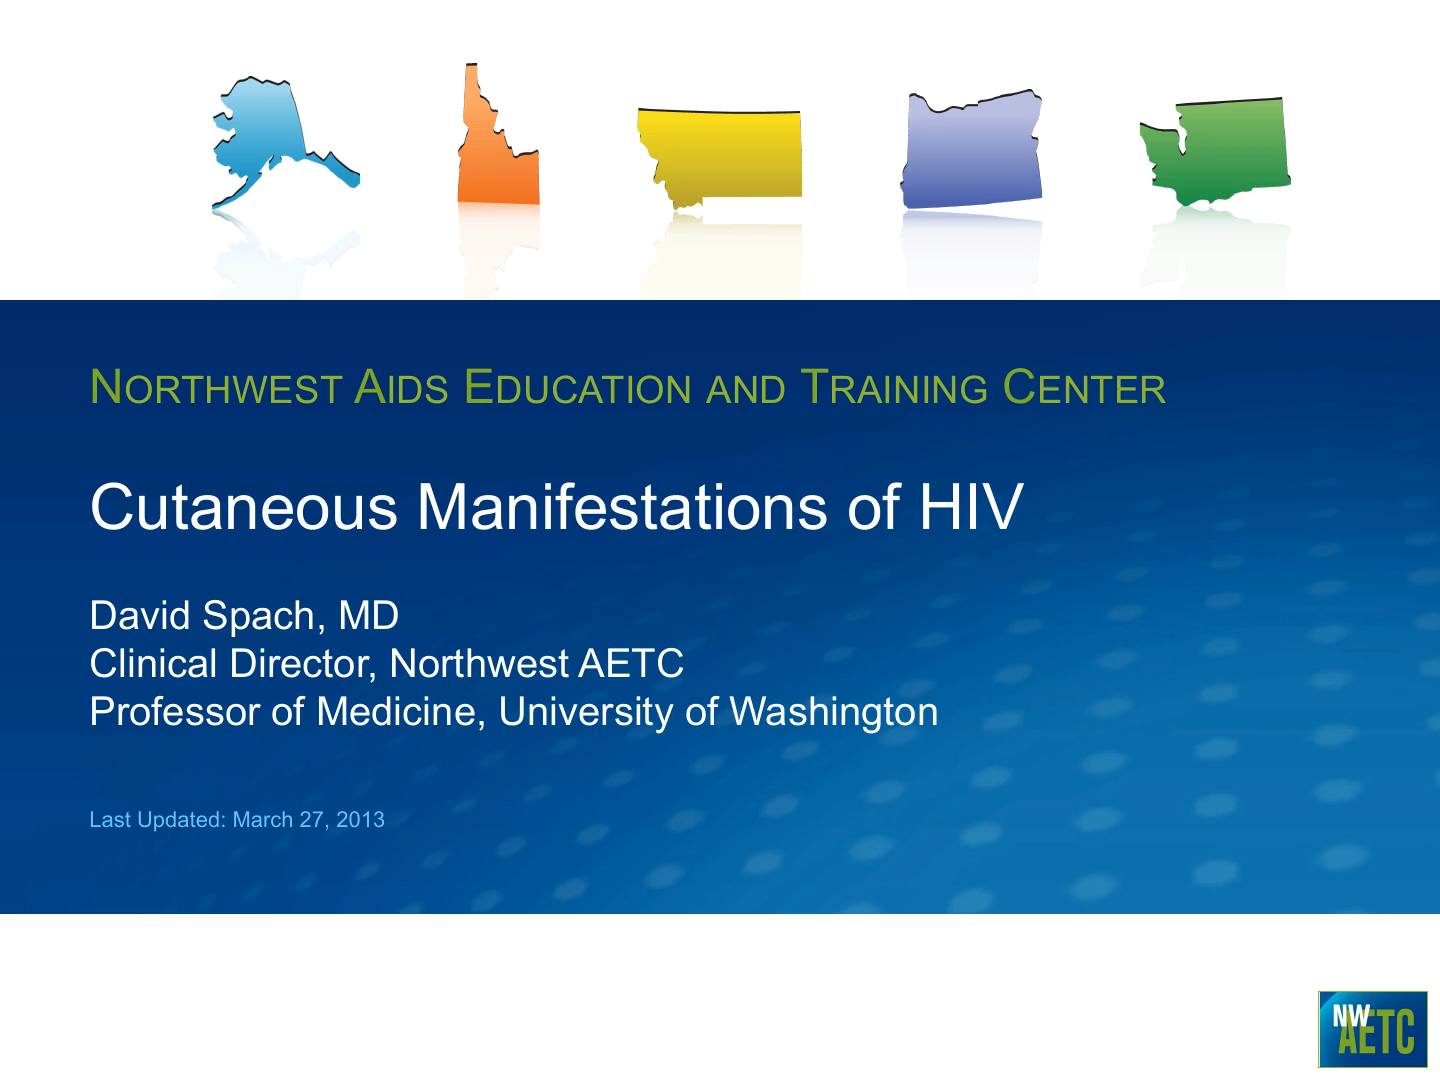 NORTHWEST AIDS EDUCATION AND TRAINING CENTER
Cutaneous Manifestations of HIV
David Spach, MD
Clinical Director, Northwest AETC
Professor of Medicine, University of Washington
Last Updated: March 27, 2013
NW
AETC